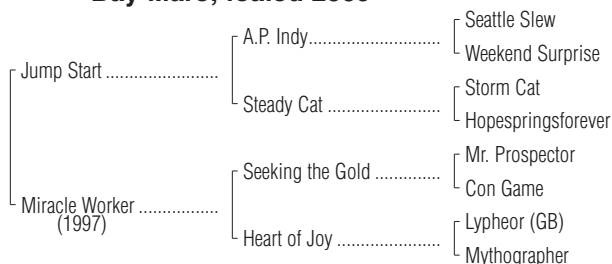 Bay Mare; foaled
Seattle Slew
A.P. Indy............................
Weekend Surprise
Jump Start ........................
Storm Cat
Steady Cat ........................
Hopespringsforever
Mr. Prospector
Seeking the Gold ..............
Con Game
Miracle Worker .................
(1997)
Lypheor (GB)
Heart of Joy ......................
Mythographer